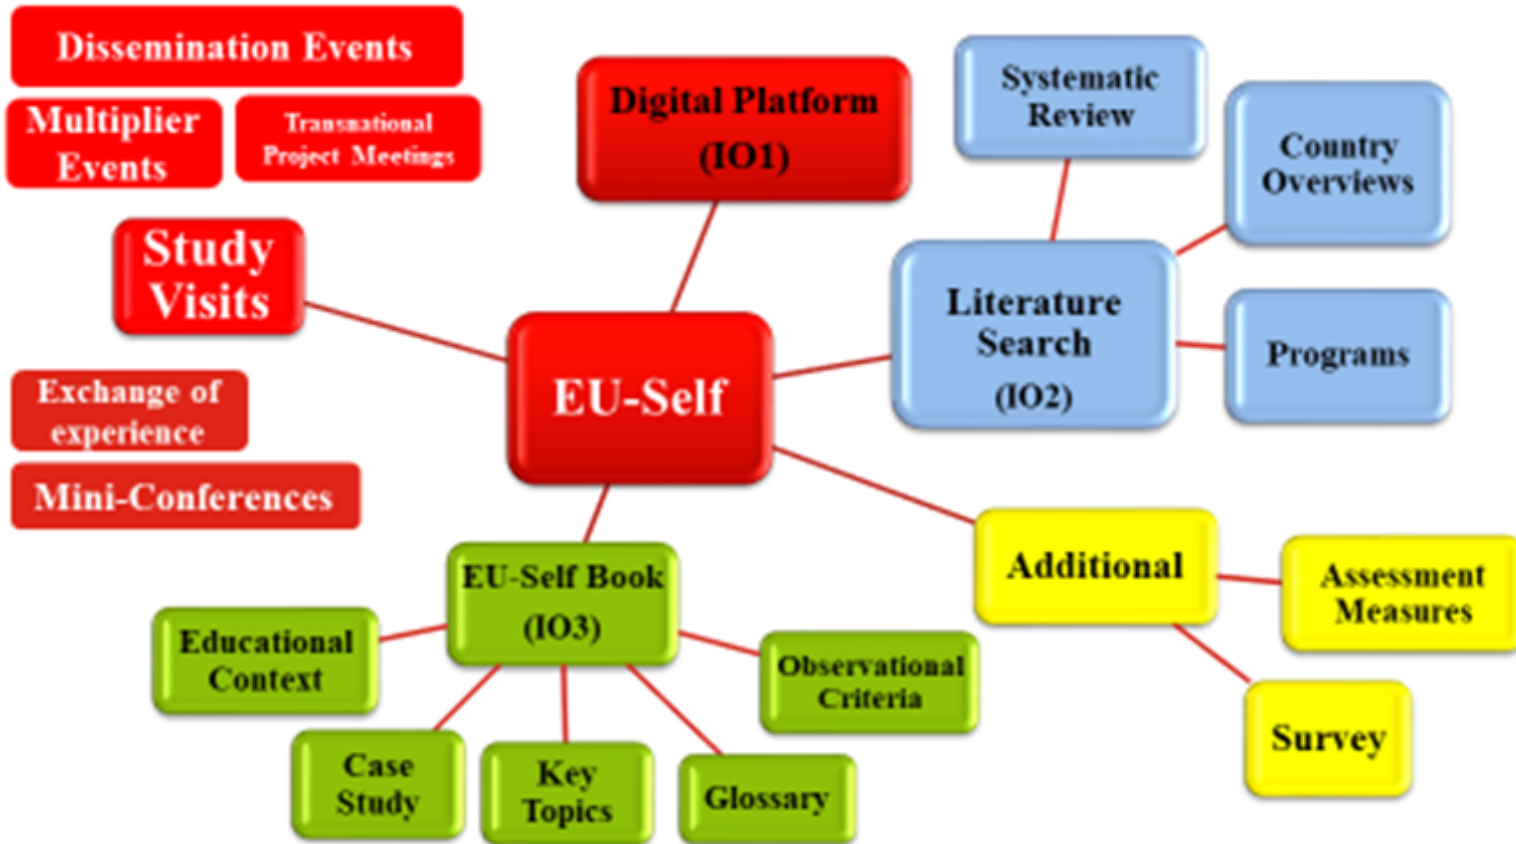 Dissemination Events
Multiplier
Events
Transnational
Project Meetings
Study
Visits
Exchange of
experience
Mini-Conferences
Digital Platform
(IO1)
EU-Self
Systematic
Review
Country
Overviews
Literature
Search
(IO2)
Programs
Additional
Assessment
Measures
Survey
EU-Self Book
(IO3)
Educational
Context
Case
Study
Key
Topics
Glossary
Observational
Criteria